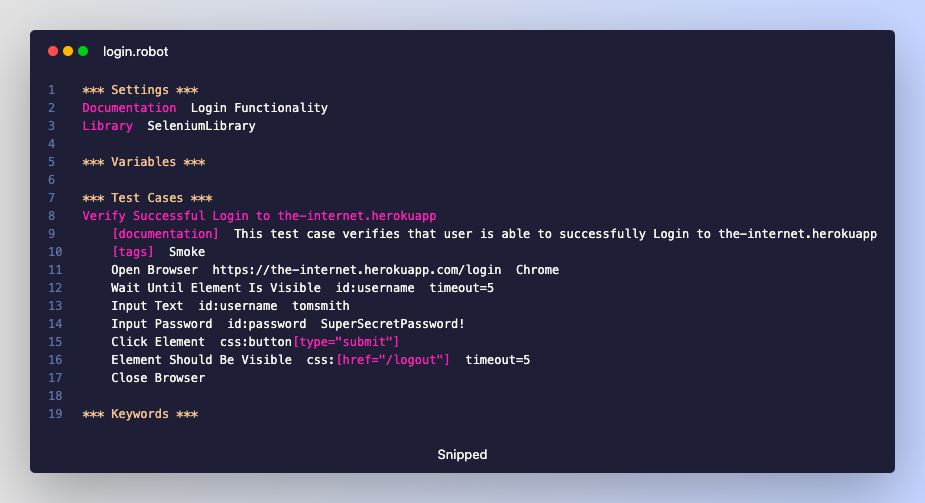 login.robot
1 *** Settings ***
2 Documentation  Login Functionality
3 Library  SeleniumLibrary
4
5 *** Variables ***
6
7 *** Test Cases ***
8 Verify Successful Login to the-internet.herokuapp
9     [documentation]  This test case verifies that user is able to successfully Login to the-internet.herokuapp
10     [tags]  Smoke
11     Open Browser  https://the-internet.herokuapp.com/login  Chrome
12     Wait Until Element Is Visible  id:username  timeout=5
13     Input Text  id:username  tomsmith
14     Input Password  id:password  SuperSecretPassword!
15     Click Element  css:button[type="submit"]
16     Element Should Be Visible  css:[href="/logout"]  timeout=5
17     Close Browser
18
19 *** Keywords ***
Snipped